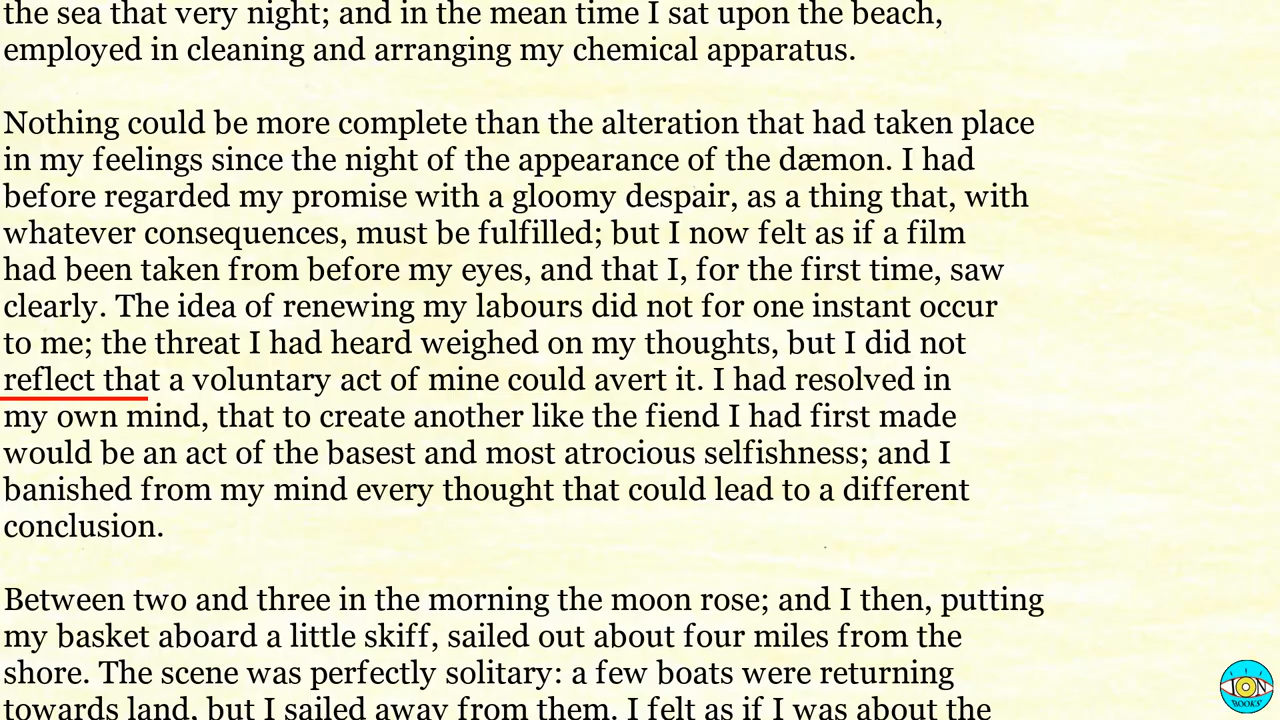 the sea that very night; and in the mean time I sat upon the beach,
employed in cleaning and arranging my chemical apparatus.
Nothing could be more complete than the alteration that had taken place
in my feelings since the night of the appearance of the dæmon. I had
before regarded my promise with a gloomy despair, as a thing that, with
whatever consequences, must be fulfilled; but I now felt as if a film
had been taken from before my eyes, and that I, for the first time, saw
clearly. The idea of renewing my labours did not for one instant occur
to me; the threat I had heard weighed on my thoughts, but I did not
reflect that a voluntary act of mine could avert it. I had resolved in
my own mind, that to create another like the fiend I had first made
would be an act of the basest and most atrocious selfishness; and I
banished from my mind every thought that could lead to a different
conclusion.
Between two and three in the morning the moon rose; and I then, putting
my basket aboard a little skiff, sailed out about four miles from the
shore. The scene was perfectly solitary: a few boats were returning
towards land, but I sailed away from them. I felt as if I was about the
ION
BOOKS